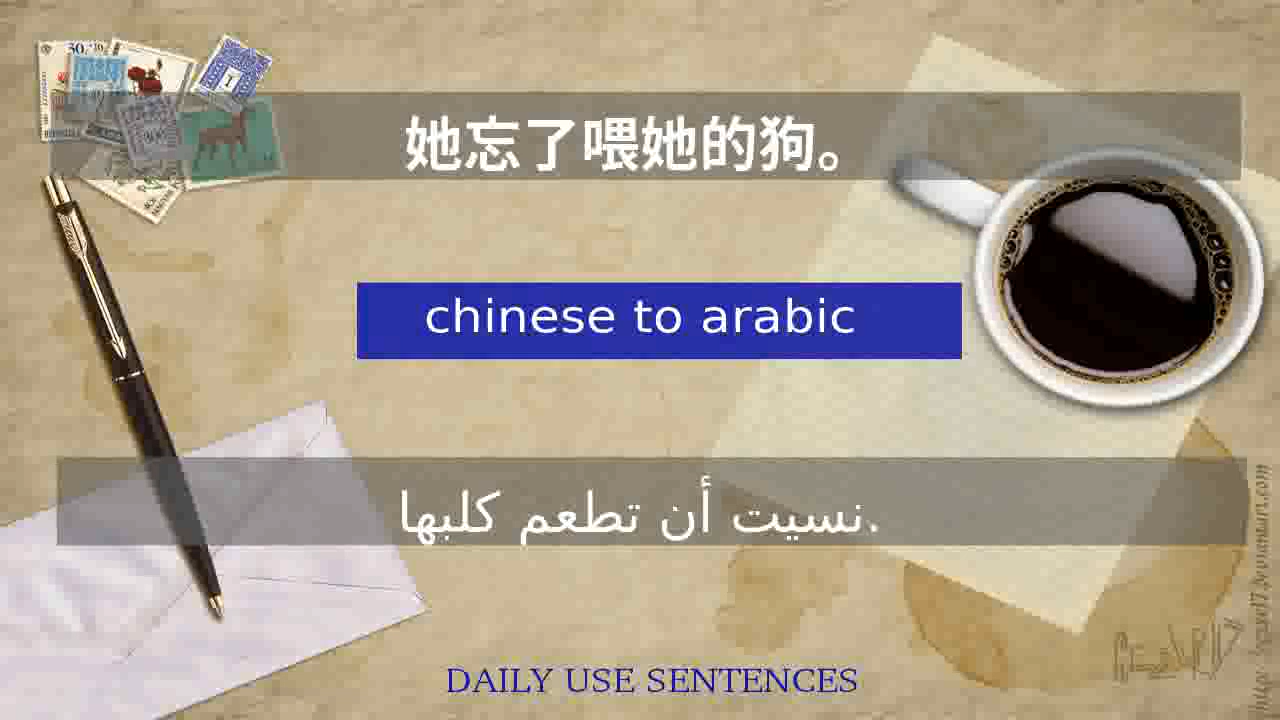 她忘了喂她的狗。
chinese to arabic
نسيت أن تطعم كلبها.
DAILY USE SENTENCES